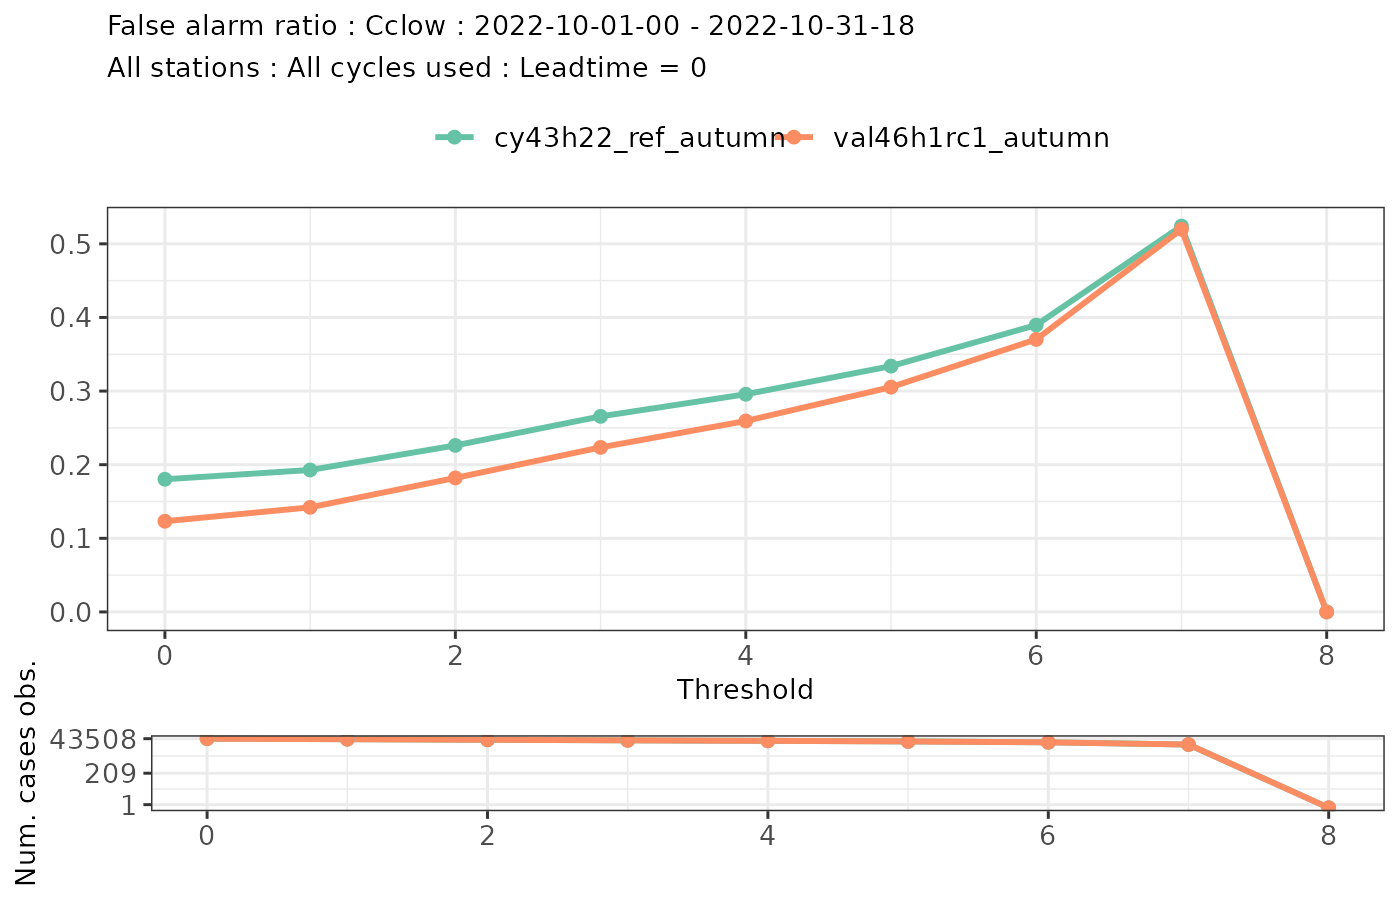 False alarm ratio : Cclow : 2022-10-01-00 - 2022-10-31-18
All stations : All cycles used : Leadtime = 0
cy43h22_ref_autumn val46h1rc1_autumn
0.5
0.4
0.3
0.2
0.1
0.0
0 2 4 6 8
Threshold
Num. cases obs.
43508
209
1
0 2 4 6 8